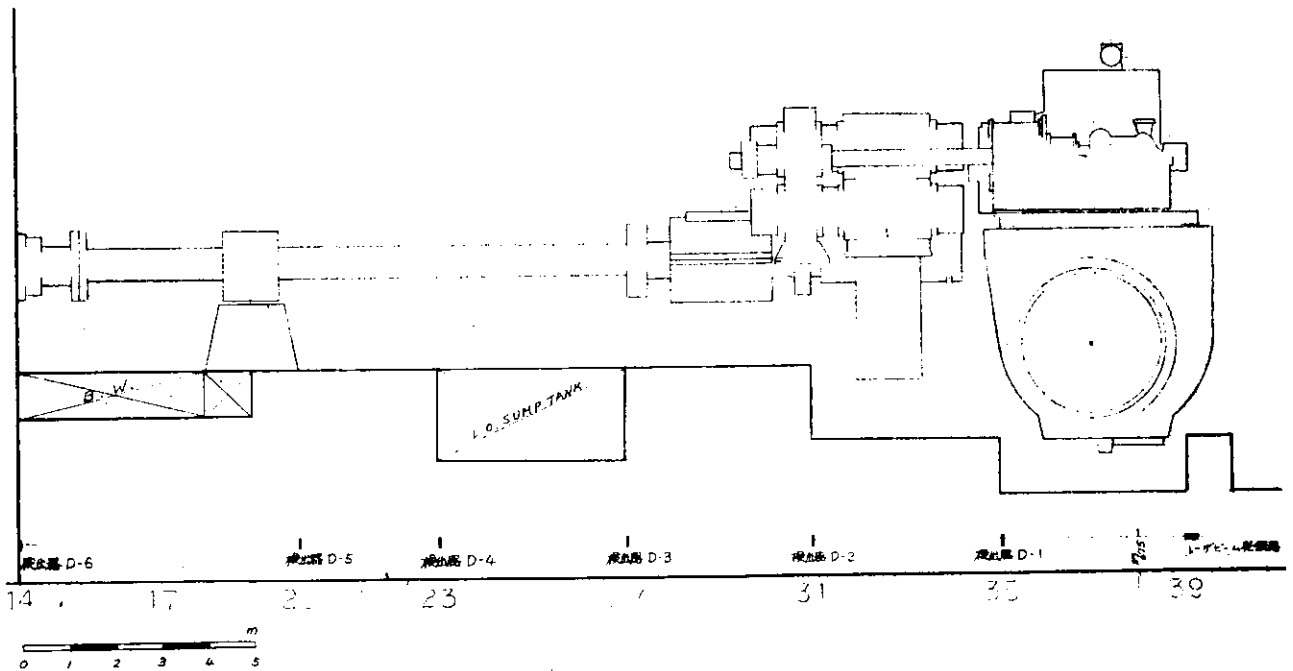 B.W.
L.O. SUMP TANK
検出器 D-6
検出器 D-5
検出器 D-4
検出器 D-3
検出器 D-2
検出器 D-1
レーザビーム発振器
14 17 23 31 35 39
m
0 1 2 3 4 5